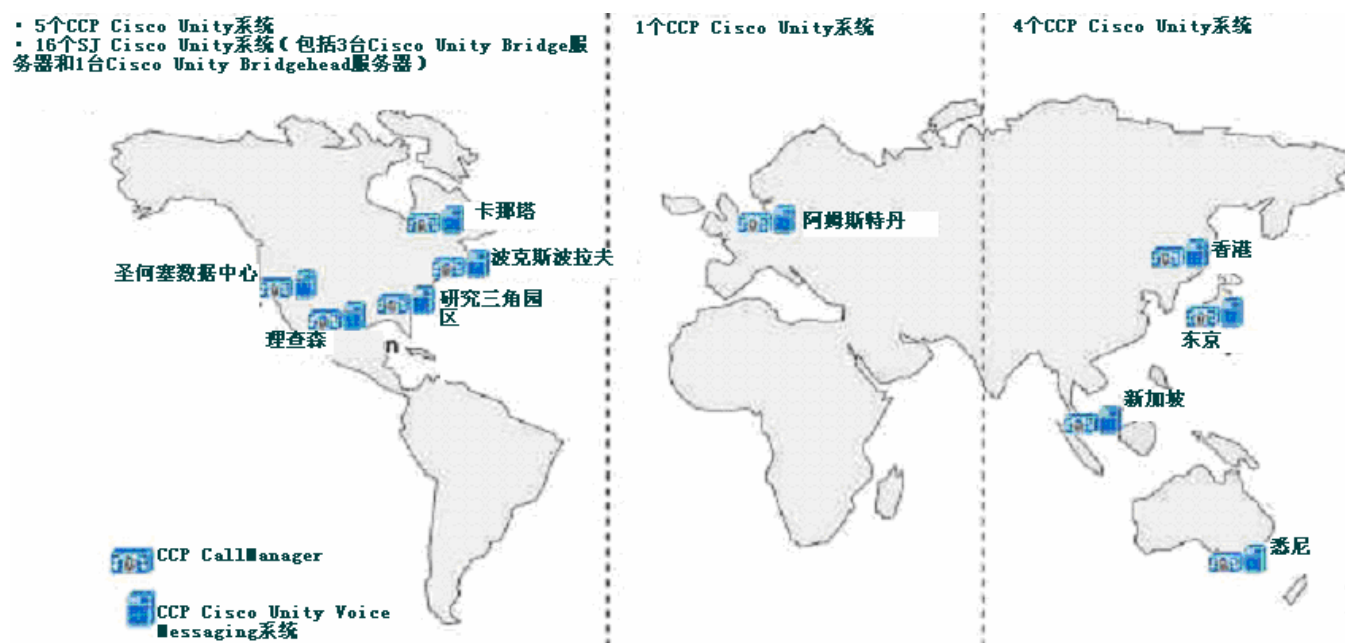 ▪ 5个CCP Cisco Unity系统
▪ 16个SJ Cisco Unity系统(包括3台Cisco Unity Bridge服
务器和1台Cisco Unity Bridgehead服务器)
1个CCP Cisco Unity系统
4个CCP Cisco Unity系统
卡那塔
波克斯波拉夫
圣何塞数据中心
研究三角园
区
理查森
n
阿姆斯特丹
香港
东京
新加坡
悉尼
CCP CallManager
CCP Cisco Unity Voice
Messaging系统